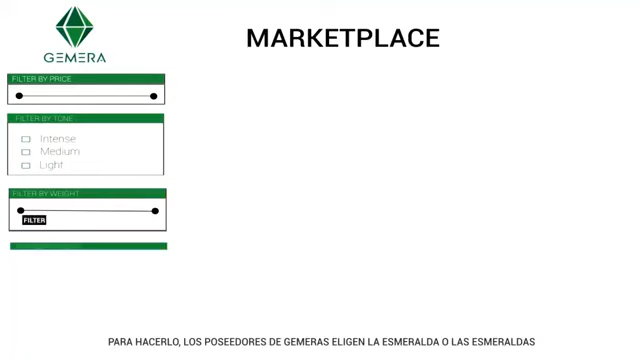 GEMERA
MARKETPLACE
FILTER BY PRICE
FILTER BY TONE
Intense
Medium
Light
FILTER BY WEIGHT
FILTER
PARA HACERLO, LOS POSEEDORES DE GEMERAS ELIGEN LA ESMERALDA O LAS ESMERALDAS